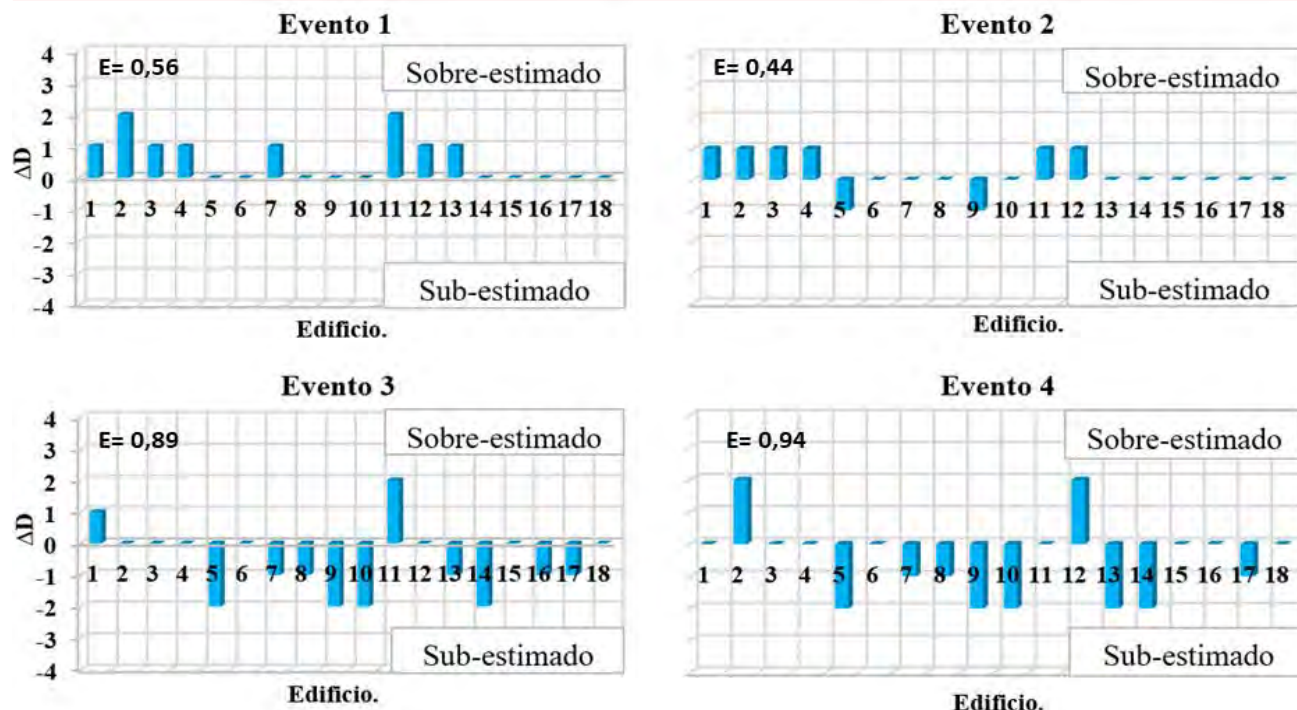 Evento 1
4
3
2
1
0
-1
-2
-3
-4
ΔD
E= 0,56
Sobre-estimado
1 2 3 4 5 6 7 8 9 10 11 12 13 14 15 16 17 18
Sub-estimado
Edificio.
Evento 2
E= 0,44
Sobre-estimado
1 2 3 4 5 6 7 8 9 10 11 12 13 14 15 16 17 18
Sub-estimado
Edificio.
Evento 3
4
3
2
1
0
-1
-2
-3
-4
ΔD
E= 0,89
Sobre-estimado
1 2 3 4 5 6 7 8 9 10 11 12 13 14 15 16 17 18
Sub-estimado
Edificio.
Evento 4
E= 0,94
Sobre-estimado
1 2 3 4 5 6 7 8 9 10 11 12 13 14 15 16 17 18
Sub-estimado
Edificio.